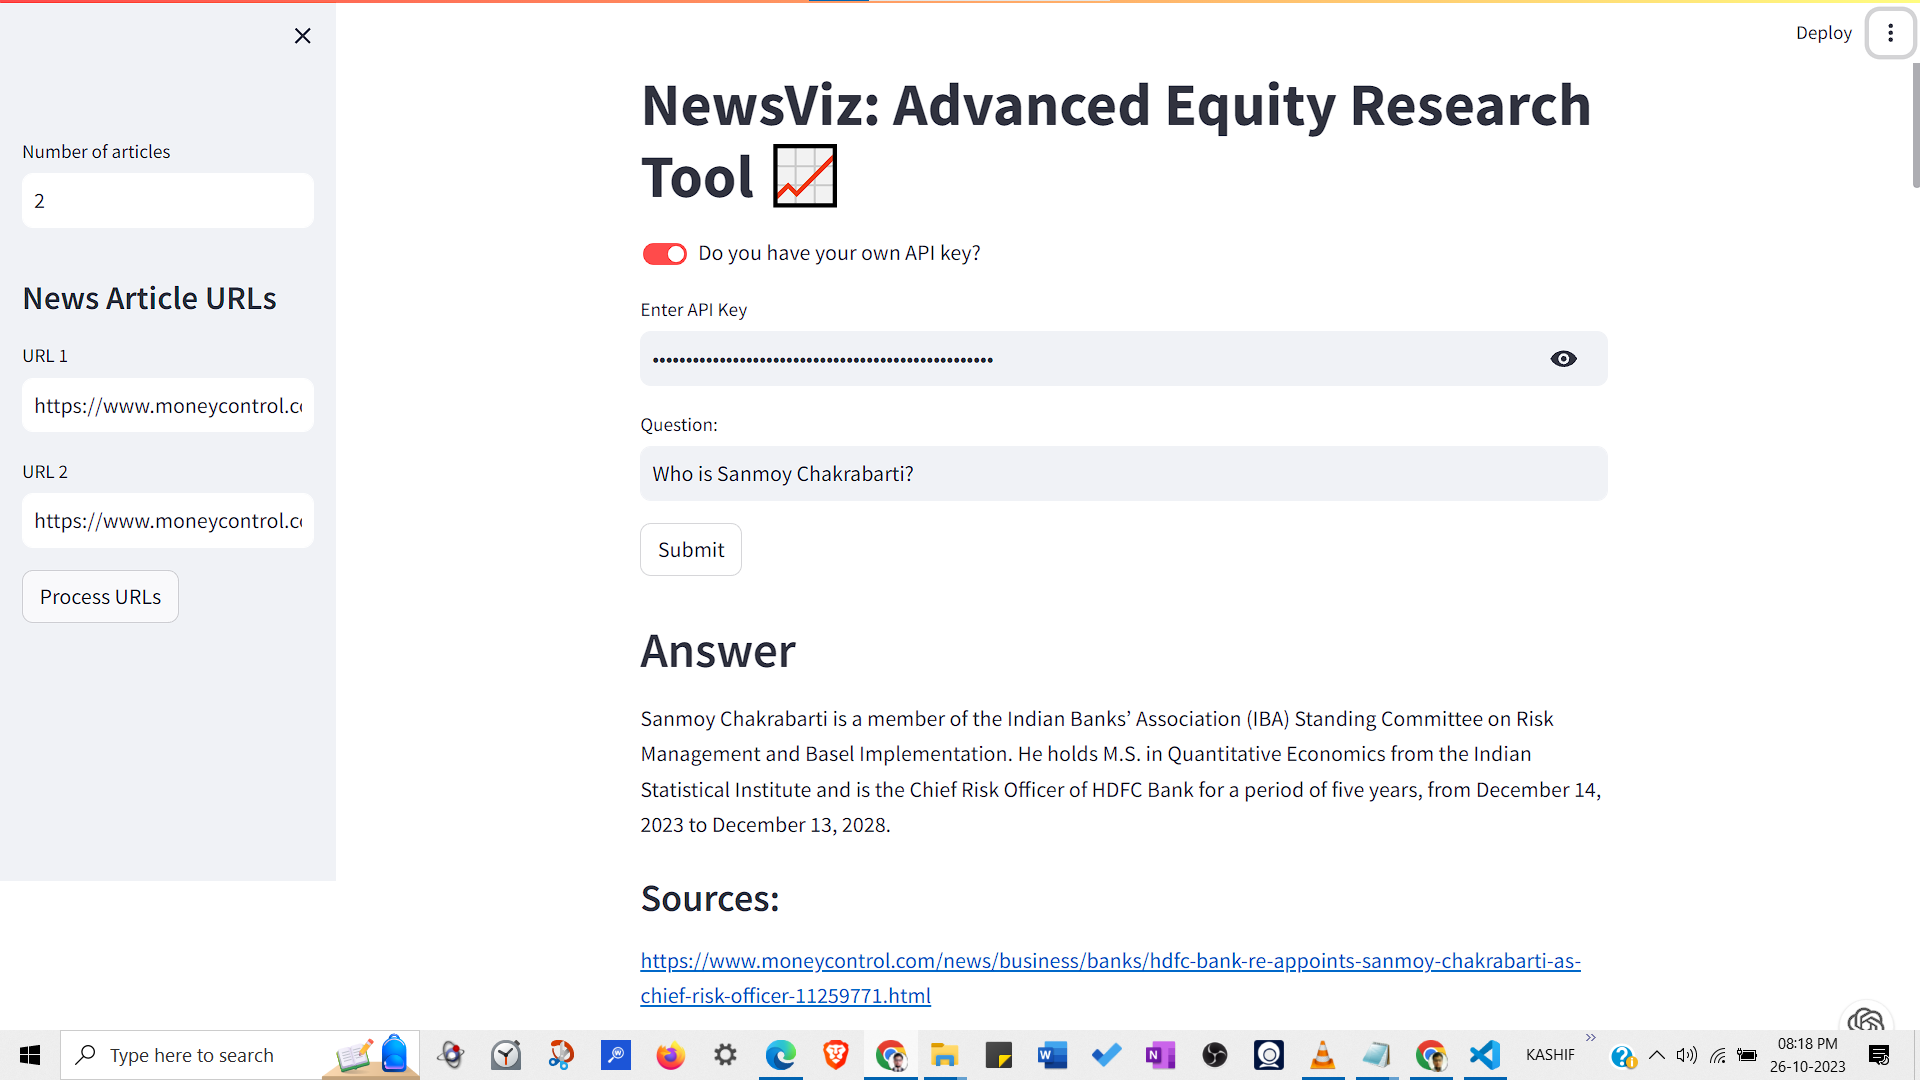 Deploy
NewsViz: Advanced Equity Research
Tool
Do you have your own API key?
Enter API Key
Question:
Who is Sanmoy Chakrabarti?
Submit
Answer
Sanmoy Chakrabarti is a member of the Indian Banks’ Association (IBA) Standing Committee on Risk
Management and Basel Implementation. He holds M.S. in Quantitative Economics from the Indian
Statistical Institute and is the Chief Risk Officer of HDFC Bank for a period of five years, from December 14,
2023 to December 13, 2028.
Sources:
https://www.moneycontrol.com/news/business/banks/hdfc-bank-re-appoints-sanmoy-chakrabarti-as-
chief-risk-officer-11259771.html
Number of articles
2
News Article URLs
URL 1
https://www.moneycontrol.co
URL 2
https://www.moneycontrol.co
Process URLs
Type here to search
KASHIF
08:18 PM
26-10-2023